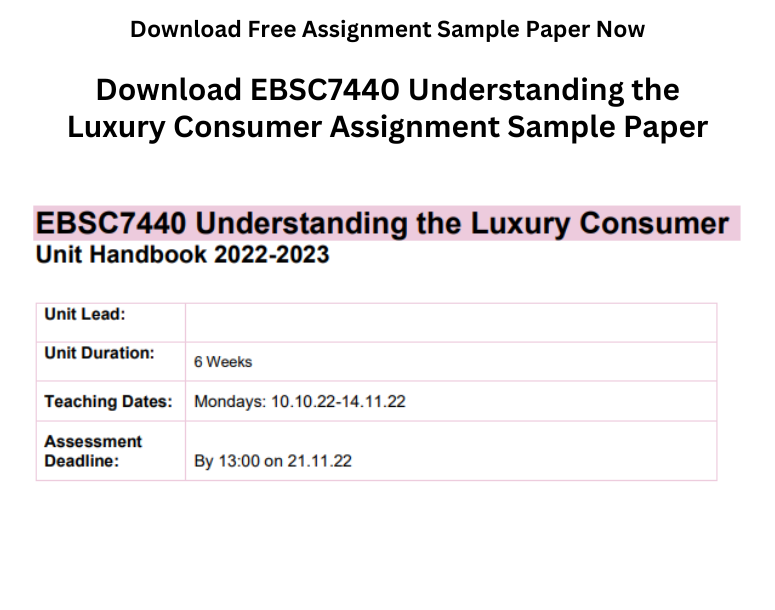 Download Free Assignment Sample Paper Now
Download EBSC7440 Understanding the
Luxury Consumer Assignment Sample Paper
EBSC7440 Understanding the Luxury Consumer
Unit Handbook 2022-2023
Unit Lead:
Unit Duration:
6 Weeks
Teaching Dates:
Mondays: 10.10.22-14.11.22
Assessment
Deadline:
By 13:00 on 21.11.22